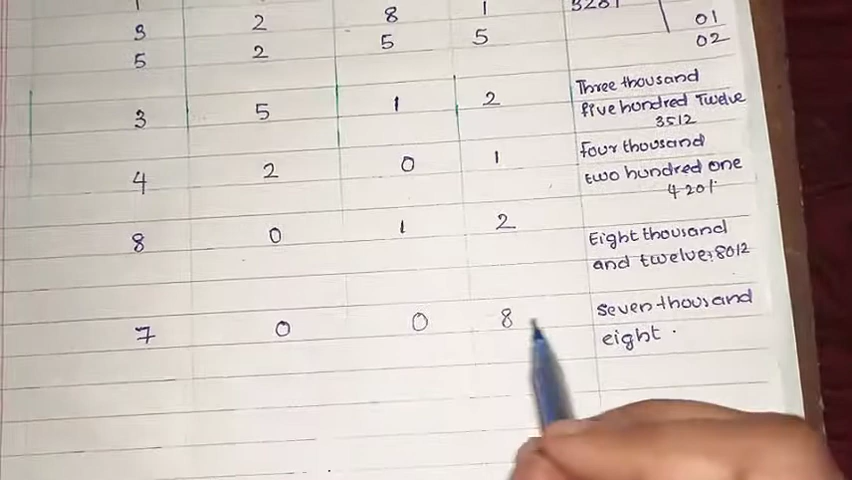 3 2 8 1 3281
01
5 2 5 5 02
3 5 1 2 Three thousand
five hundred Twelve
3512
4 2 0 1 four thousand
two hundred one
4201
8 0 1 2 Eight thousand
and twelve: 8012
7 0 0 8 seven thousand
eight.